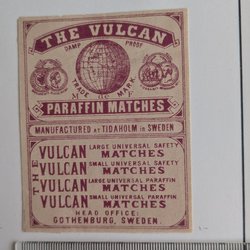 THE VULCAN
DAMP PROOF
TRADE MARK
PARAFFIN MATCHES
MANUFACTURED AT TIDAHOLM IN SWEDEN
THE
VULCAN LARGE UNIVERSAL SAFETY MATCHES
VULCAN SMALL UNIVERSAL SAFETY MATCHES
VULCAN LARGE UNIVERSAL PARAFFIN MATCHES
VULCAN SMALL UNIVERSAL PARAFFIN MATCHES
HEAD OFFICE:
GOTHENBURG, SWEDEN.